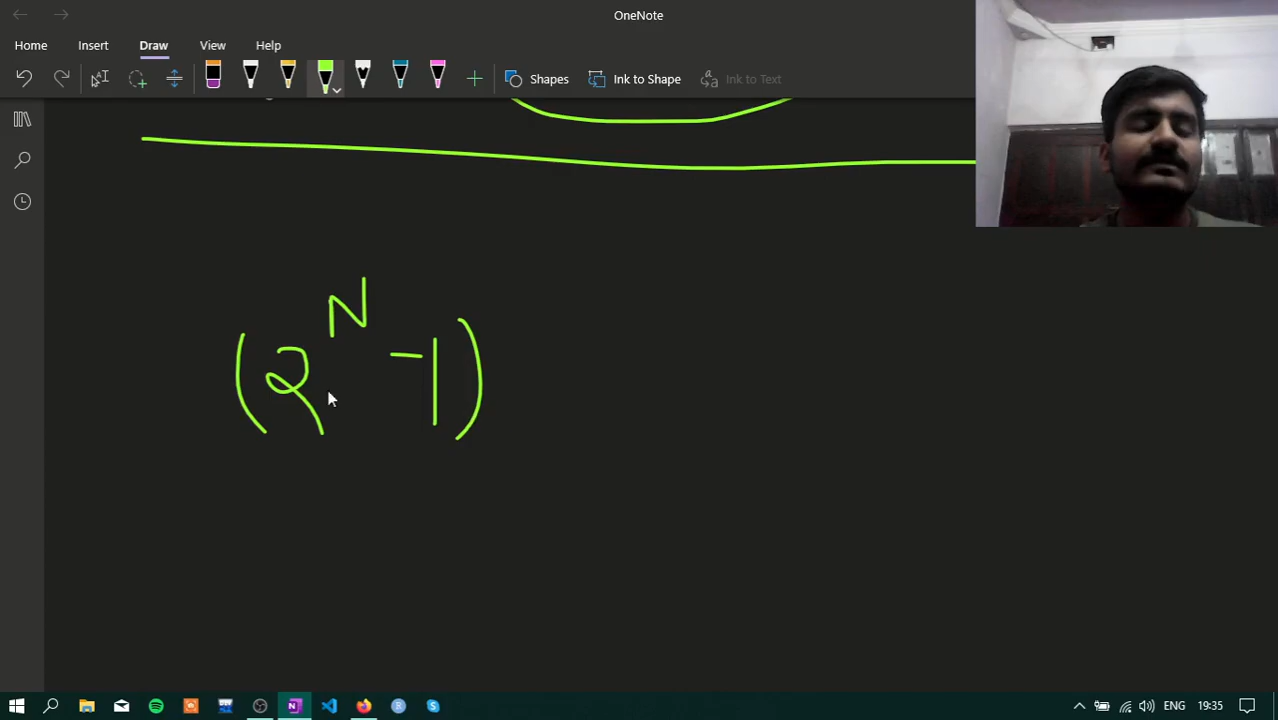 OneNote
Home Insert Draw View Help
Shapes Ink to Shape Ink to Text
(2^N -1)
ENG 19:35